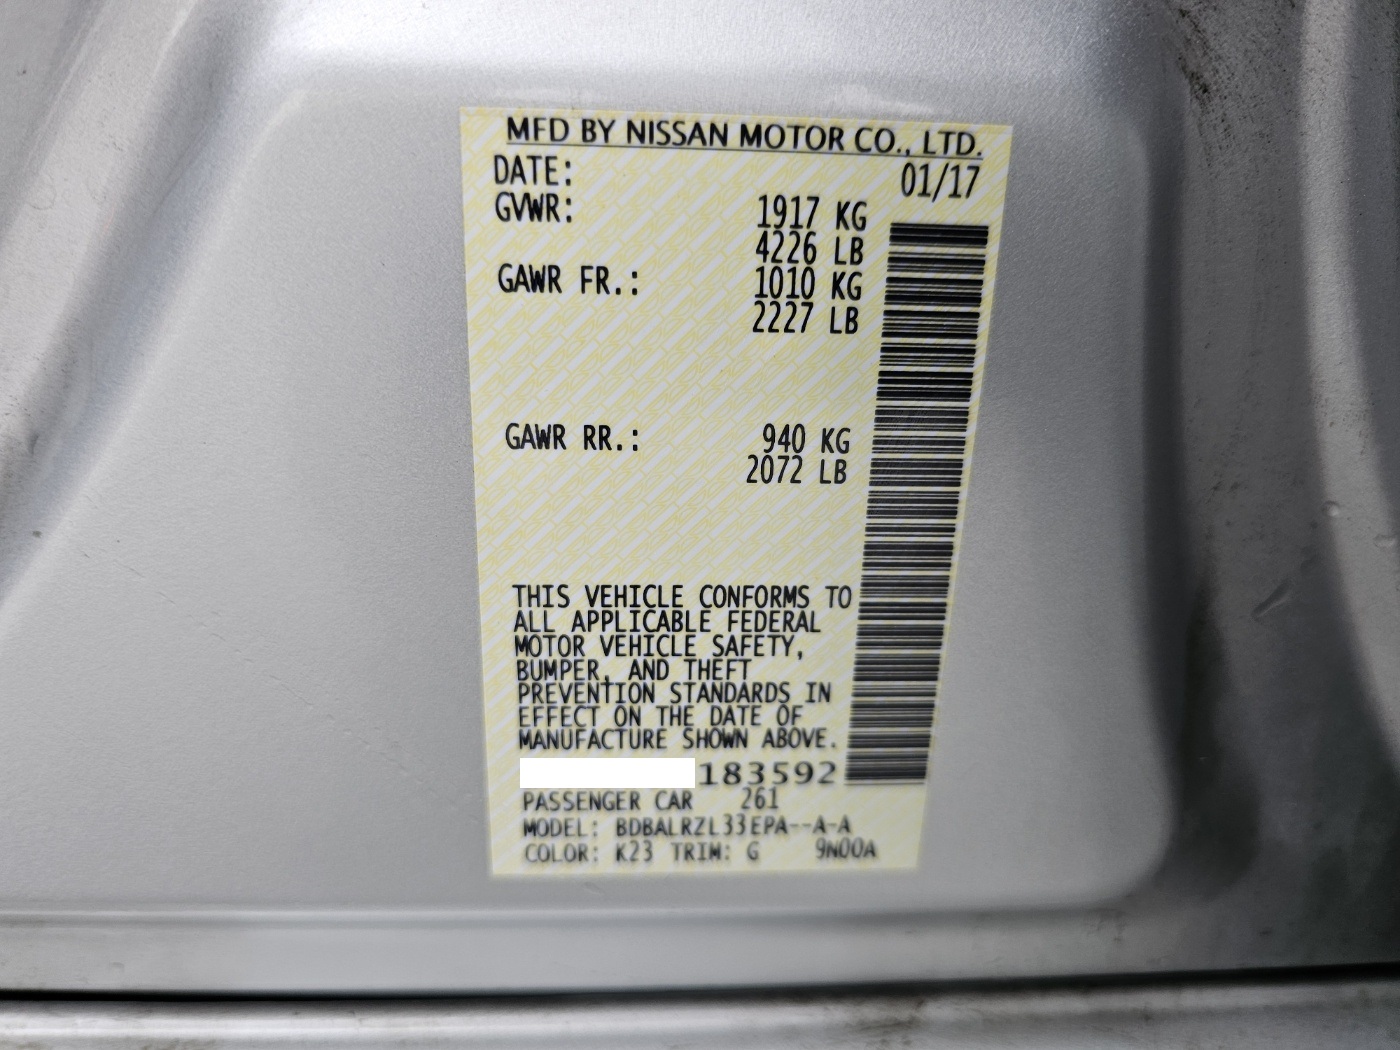 MFD BY NISSAN MOTOR CO., LTD.
DATE: 01/17
GVWR: 1917 KG
4226 LB
GAWR FR.: 1010 KG
2227 LB
GAWR RR.: 940 KG
2072 LB
THIS VEHICLE CONFORMS TO
ALL APPLICABLE FEDERAL
MOTOR VEHICLE SAFETY,
BUMPER, AND THEFT
PREVENTION STANDARDS IN
EFFECT ON THE DATE OF
MANUFACTURE SHOWN ABOVE.
183592
PASSENGER CAR 261
MODEL: BDBALRZL33EPA--A-A
COLOR: K23 TRIM: G 9N00A